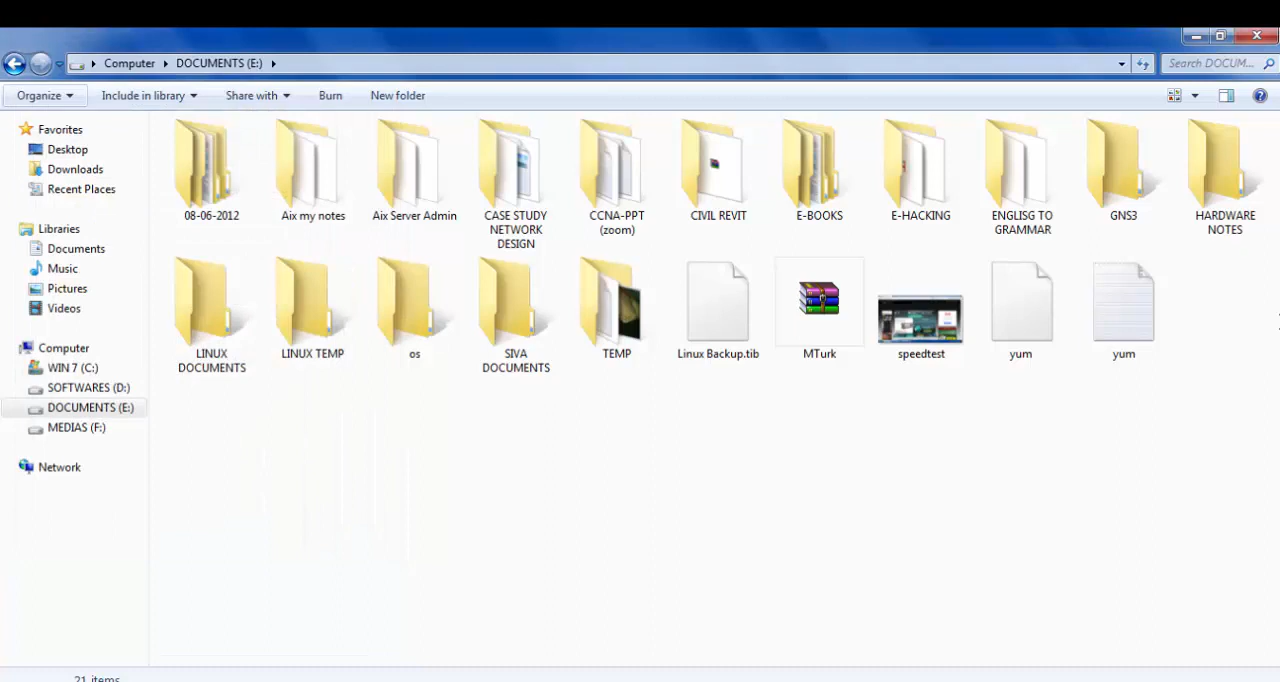 Computer DOCUMENTS (E:)
Search DOCUM...
Organize Include in library Share with Burn New folder
Favorites
Desktop
Downloads
Recent Places
Libraries
Documents
Music
Pictures
Videos
Computer
WIN 7 (C:)
SOFTWARES (D:)
DOCUMENTS (E:)
MEDIAS (F:)
Network
08-06-2012
Aix my notes
Aix Server Admin
CASE STUDY
NETWORK
DESIGN
CCNA-PPT
(zoom)
CIVIL REVIT
E-BOOKS
E-HACKING
ENGLISG TO
GRAMMAR
GNS3
HARDWARE
NOTES
LINUX
DOCUMENTS
LINUX TEMP
os
SIVA
DOCUMENTS
TEMP
Linux Backup.tib
MTurk
speedtest
yum
yum
21 items